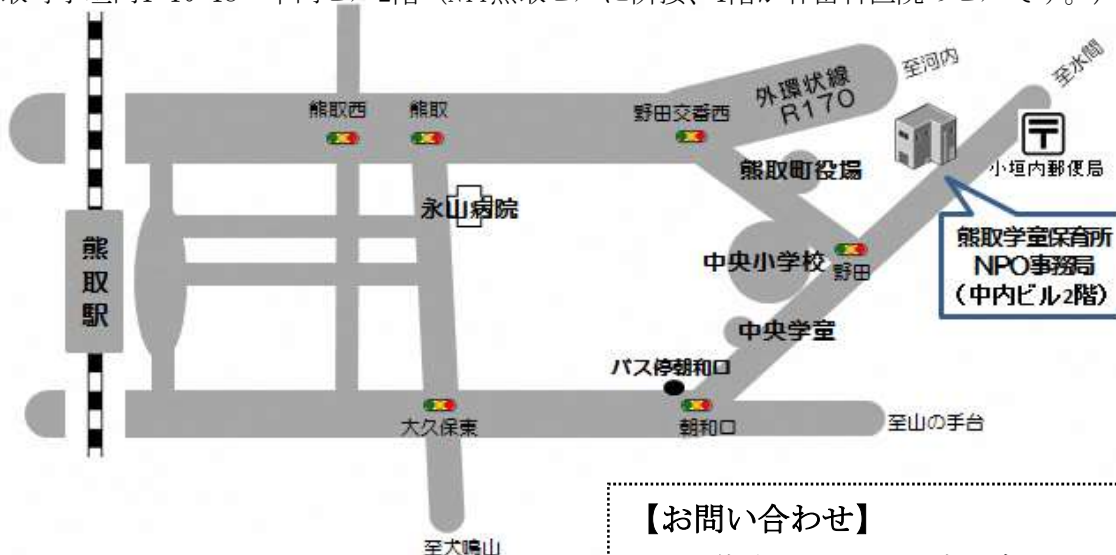 至水間
外環状線
R170
至河内
熊取西
熊取
野田交番西
〒
小垣内郵便局
熊取町役場
永山病院
熊取学童保育所
NPO事務局
(中内ビル2階)
熊取駅
中央小学校
野田
中央学童
バス停朝和口
大久保東
朝和口
至山の手台
至犬鳴山
【お問い合わせ】